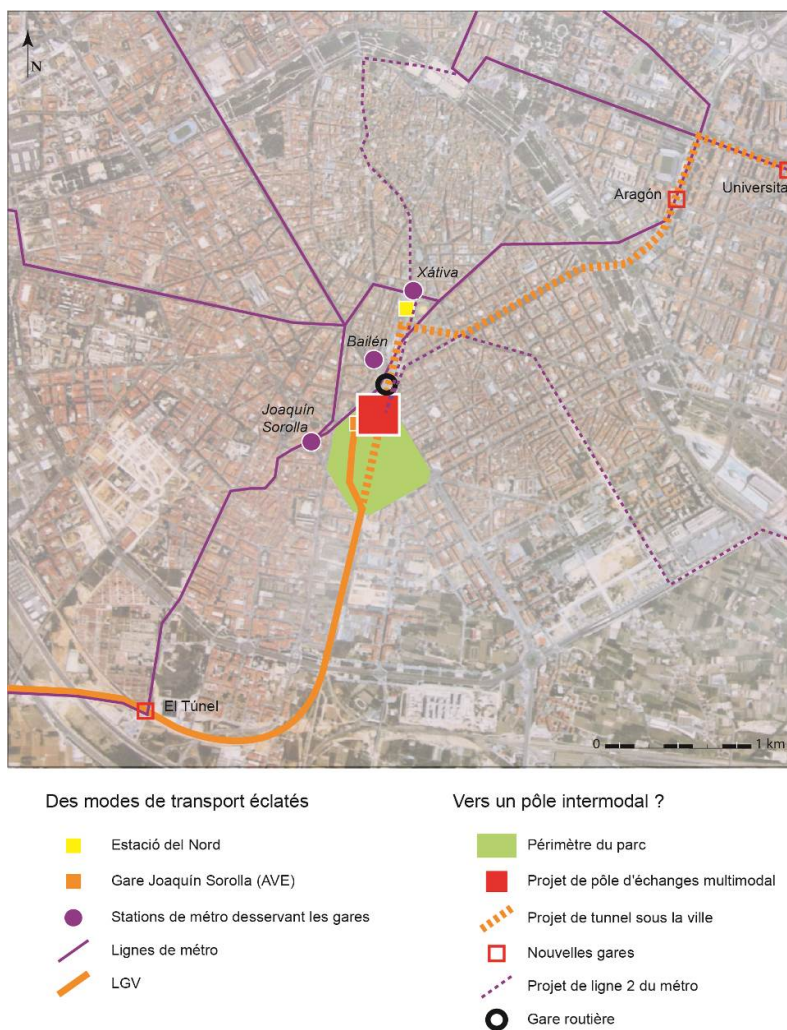 N
Aragón
Universitat
Xátiva
Bailén
Joaquín
Sorolla
El Túnel
0 1 km
Des modes de transport éclatés
Estació del Nord
Gare Joaquín Sorolla (AVE)
Stations de métro desservant les gares
Lignes de métro
LGV
Vers un pôle intermodal ?
Périmètre du parc
Projet de pôle d'échanges multimodal
Projet de tunnel sous la ville
Nouvelles gares
Projet de ligne 2 du métro
Gare routière